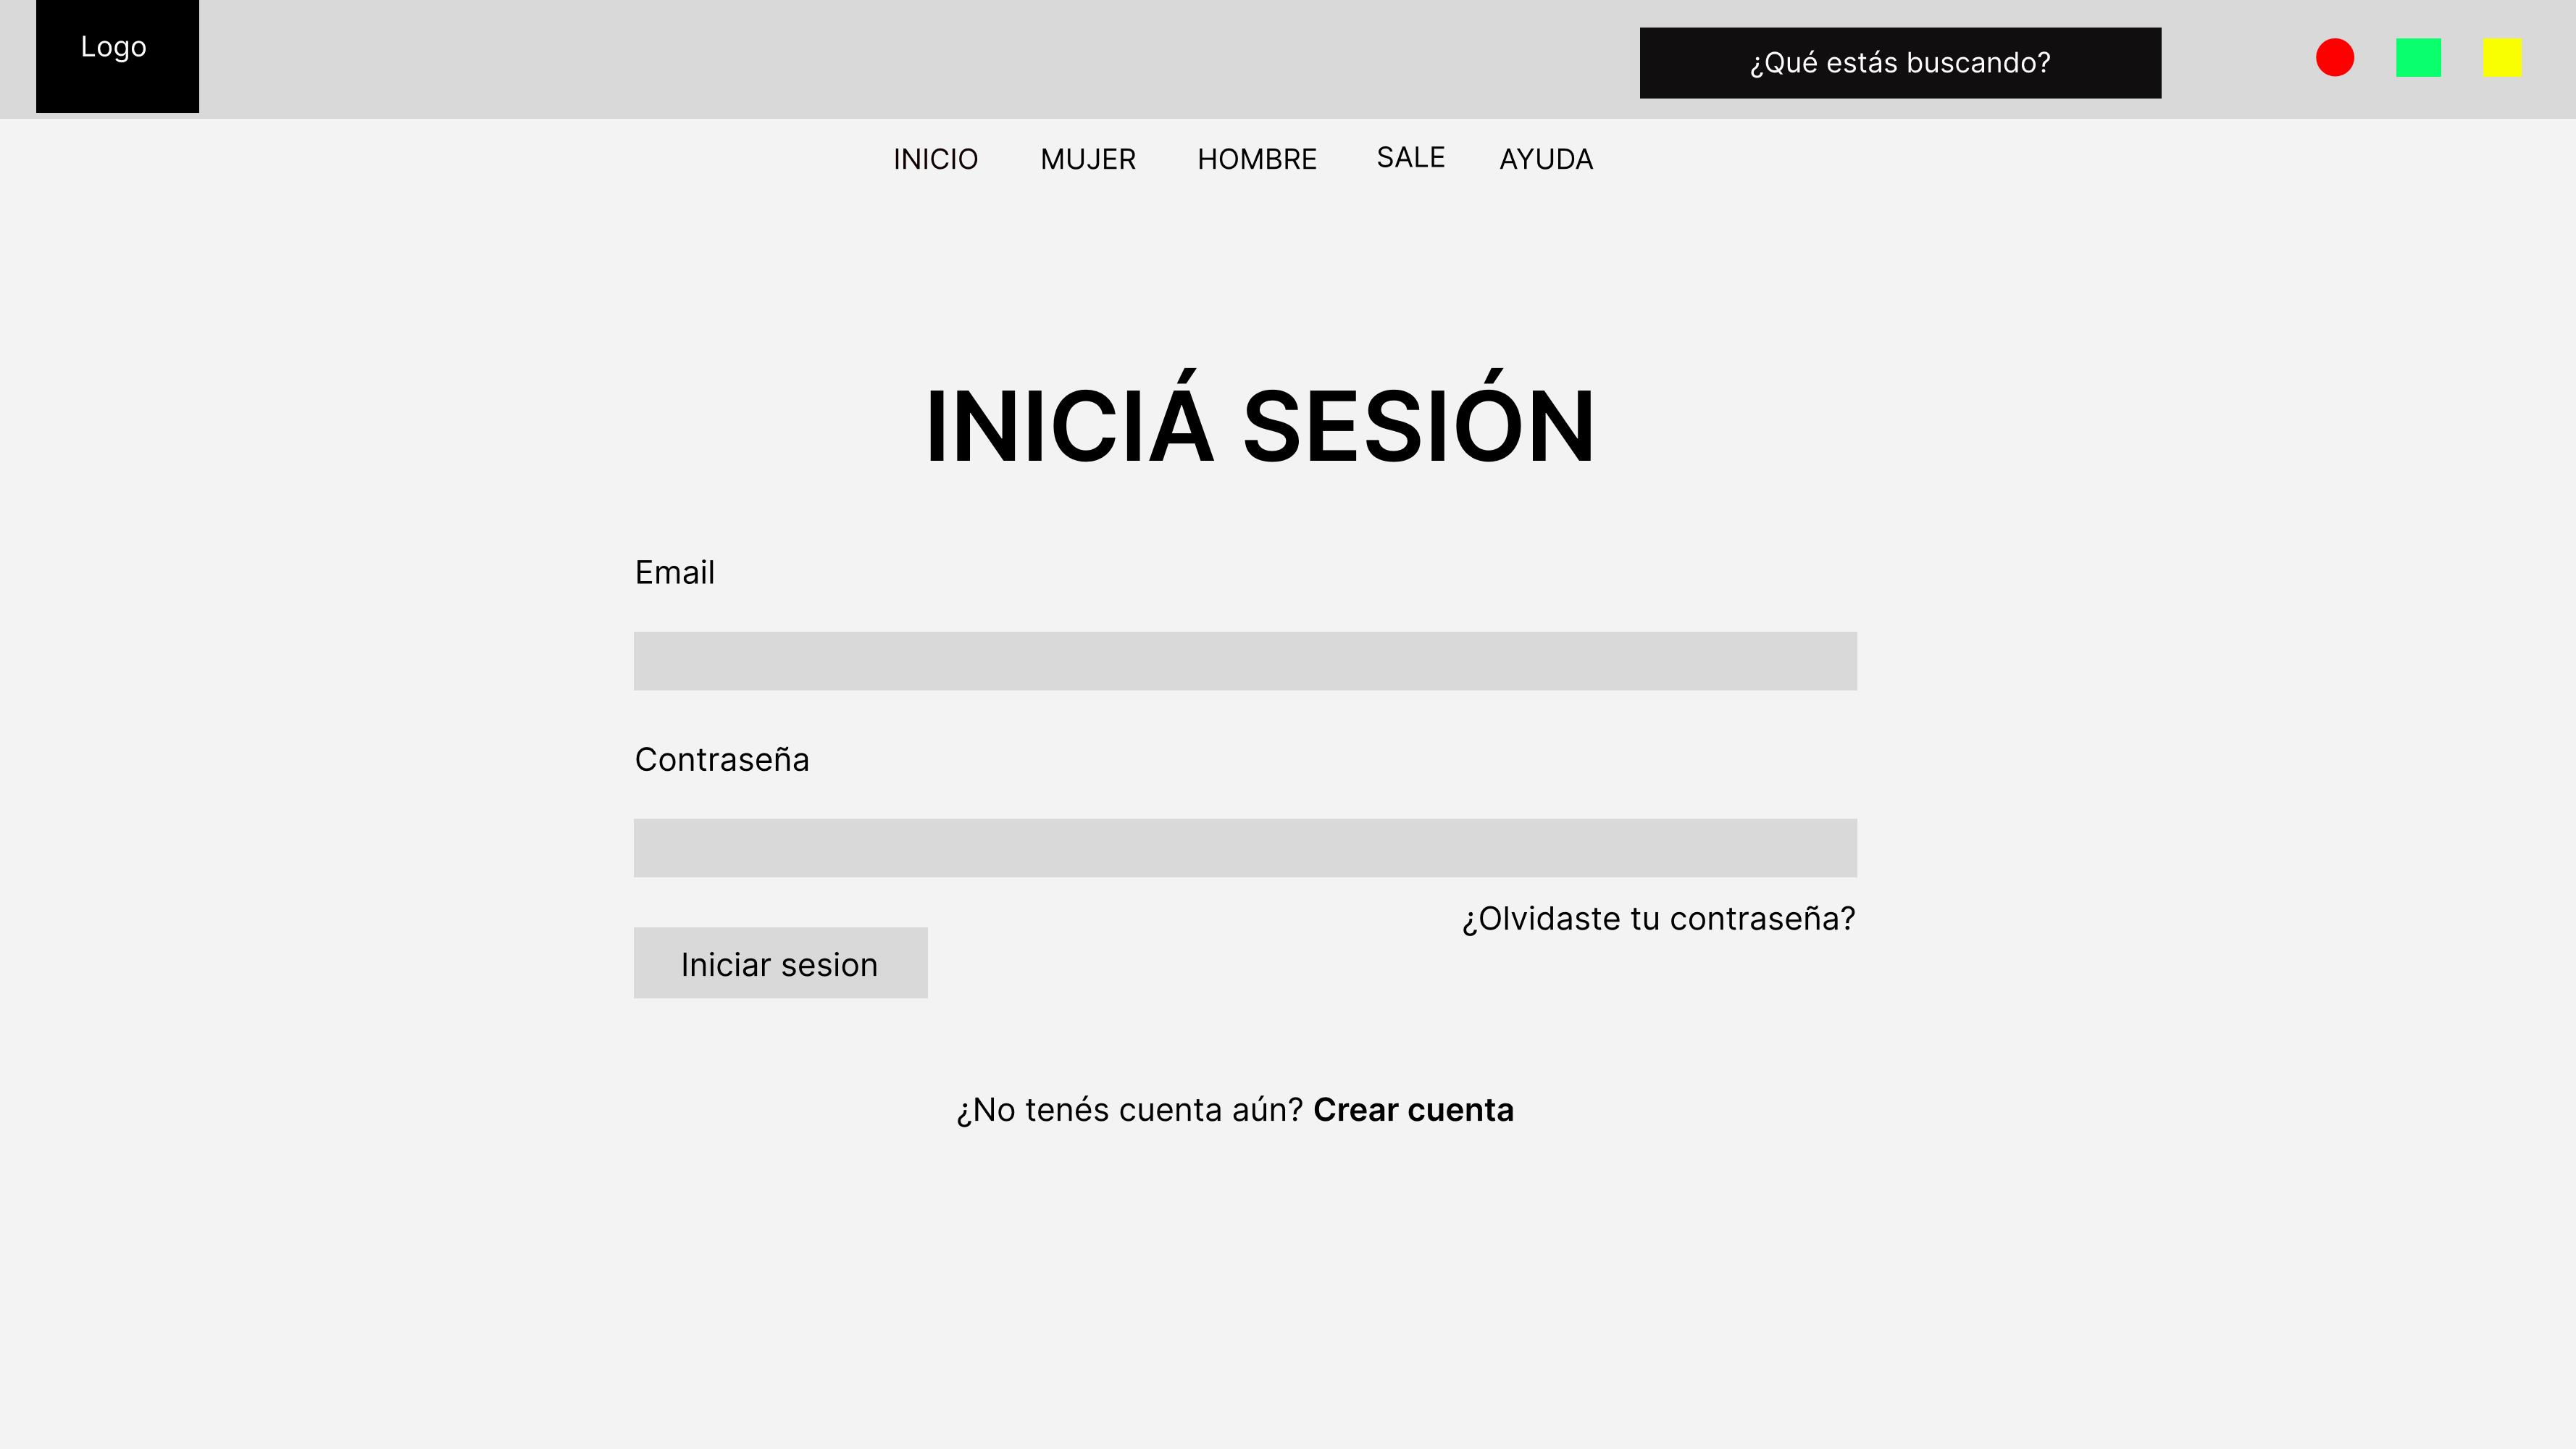 Logo
¿Qué estás buscando?
INICIO MUJER HOMBRE SALE AYUDA
INICIÁ SESIÓN
Email
Contraseña
¿Olvidaste tu contraseña?
Iniciar sesion
¿No tenés cuenta aún? Crear cuenta